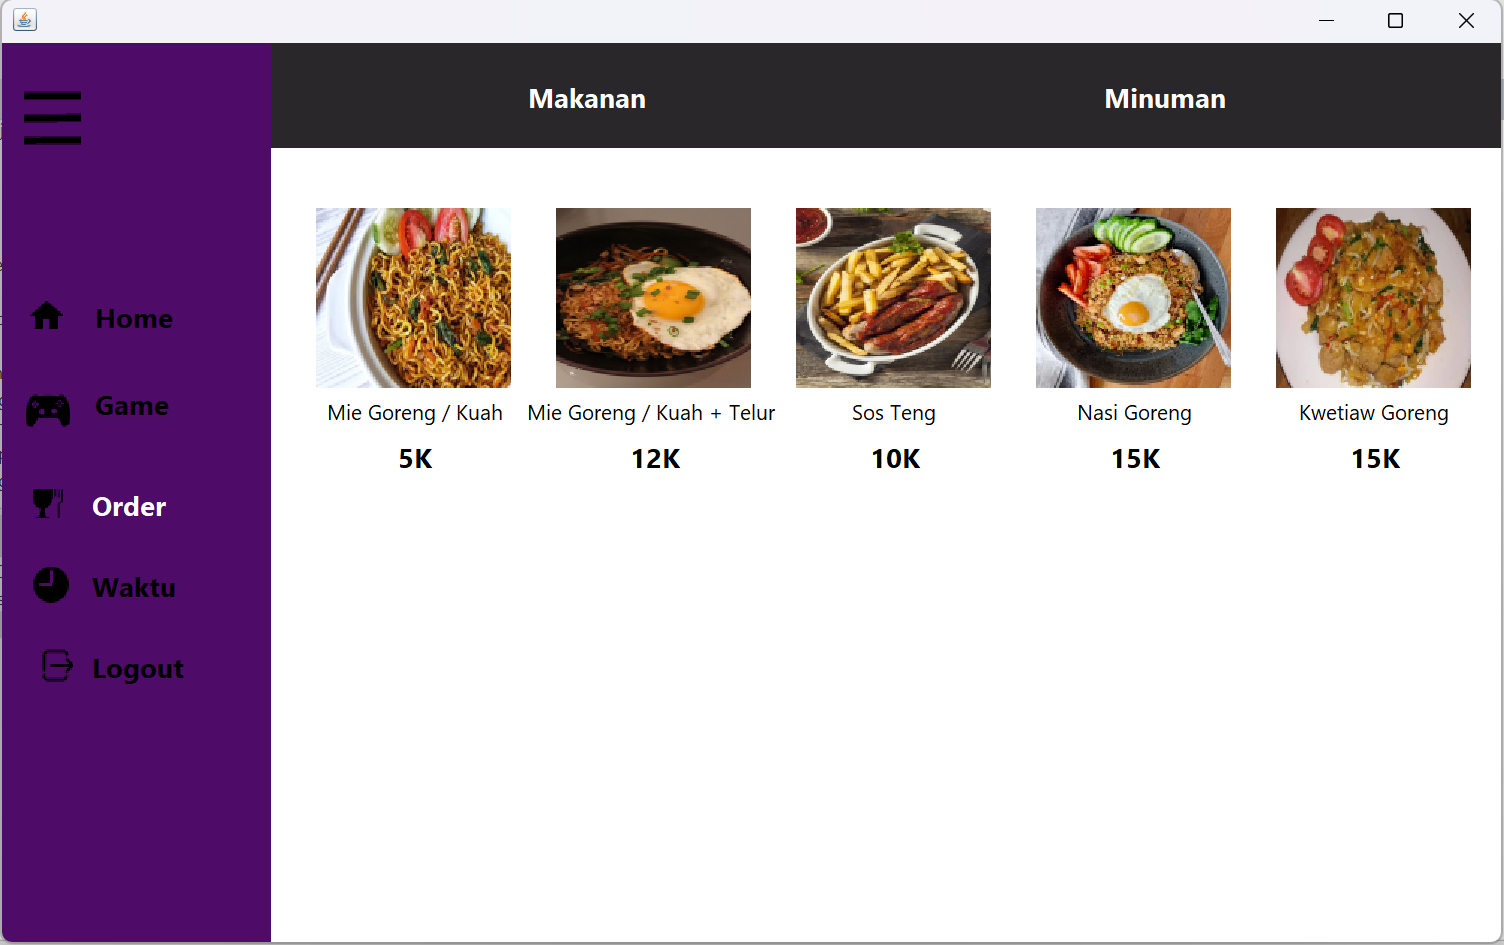 Makanan
Minuman
Home
Game
Order
Waktu
Logout
Mie Goreng / Kuah
Mie Goreng / Kuah + Telur
Sos Teng
Nasi Goreng
Kwetiaw Goreng
5K
12K
10K
15K
15K